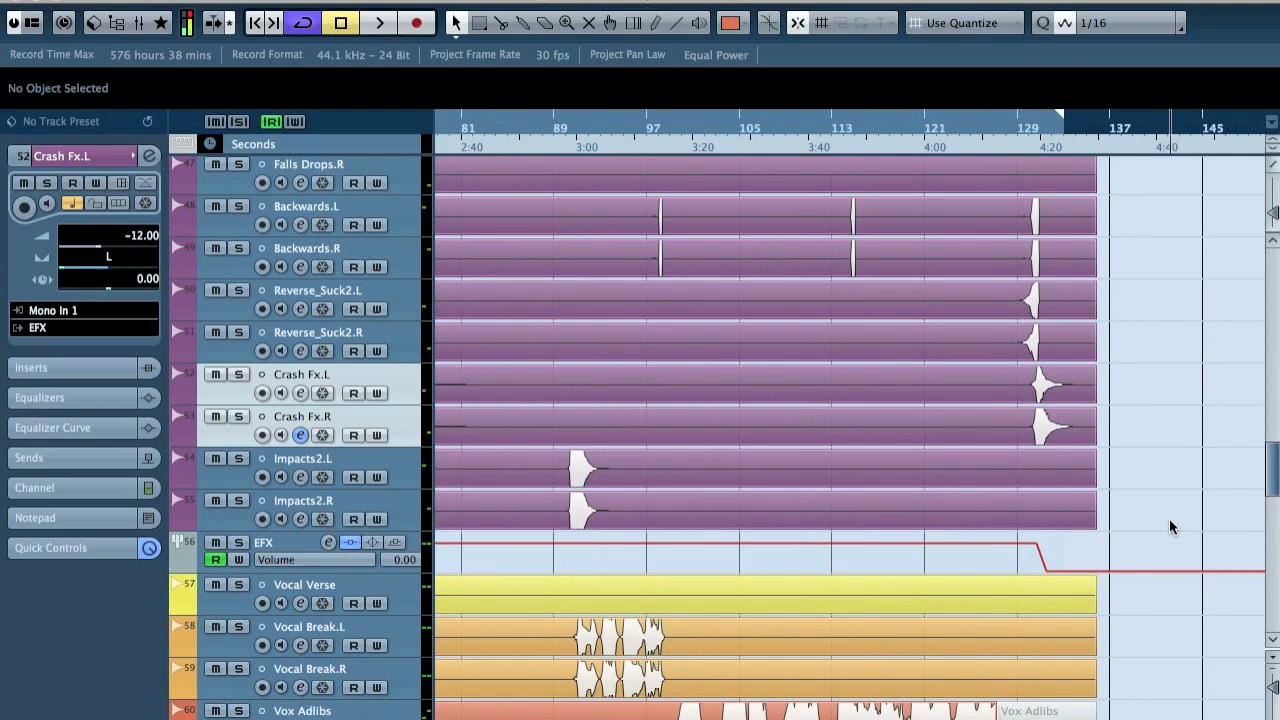 Use Quantize
Q 1/16
Record Time Max 576 hours 38 mins Record Format 44.1 kHz - 24 Bit Project Frame Rate 30 fps Project Pan Law Equal Power
No Object Selected
No Track Preset
[M] [S] [R] [W]
81 89 97 105 113 121 129 137 145
Seconds
2:40 3:00 3:20 3:40 4:00 4:20 4:40
52 Crash Fx.L
m S R W
-12.00
L
0.00
Mono In 1
EFX
Inserts
Equalizers
Equalizer Curve
Sends
Channel
Notepad
Quick Controls
47 m S Falls Drops.R
e R W
48 m S Backwards.L
e R W
49 m S Backwards.R
e R W
50 m S Reverse_Suck2.L
e R W
51 m S Reverse_Suck2.R
e R W
52 m S Crash Fx.L
e R W
53 m S Crash Fx.R
e R W
54 m S Impacts2.L
e R W
55 m S Impacts2.R
e R W
56 m S EFX e
R W Volume 0.00
57 m S Vocal Verse
e R W
58 m S Vocal Break.L
e R W
59 m S Vocal Break.R
e R W
60 m S Vox Adlibs
Vox Adlibs